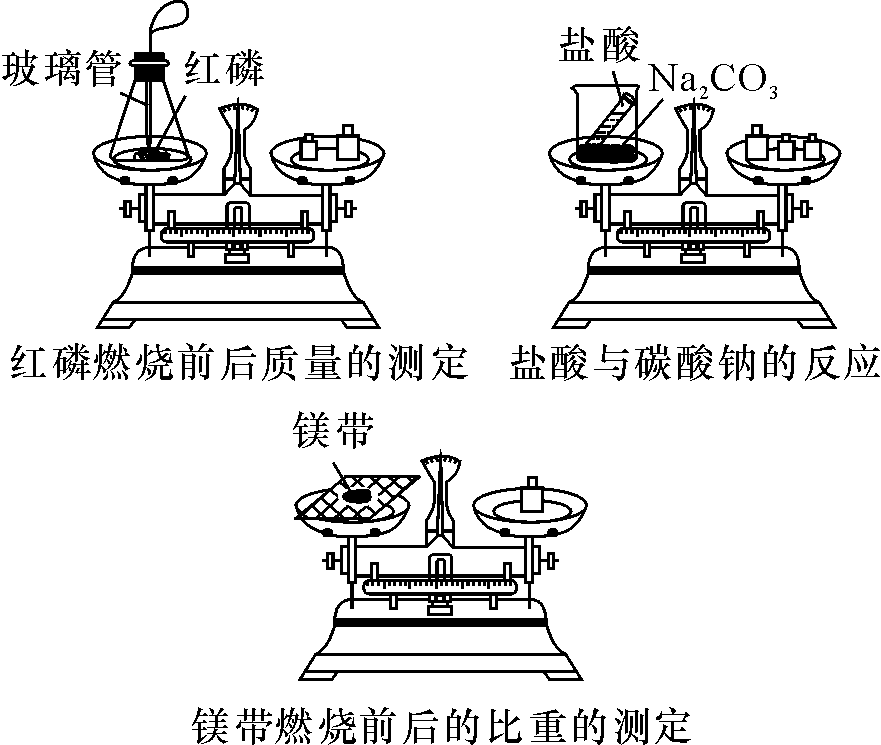 玻璃管
红磷
盐酸
Na₂CO₃
红磷燃烧前后质量的测定
盐酸与碳酸钠的反应
镁带
镁带燃烧前后的比重的测定